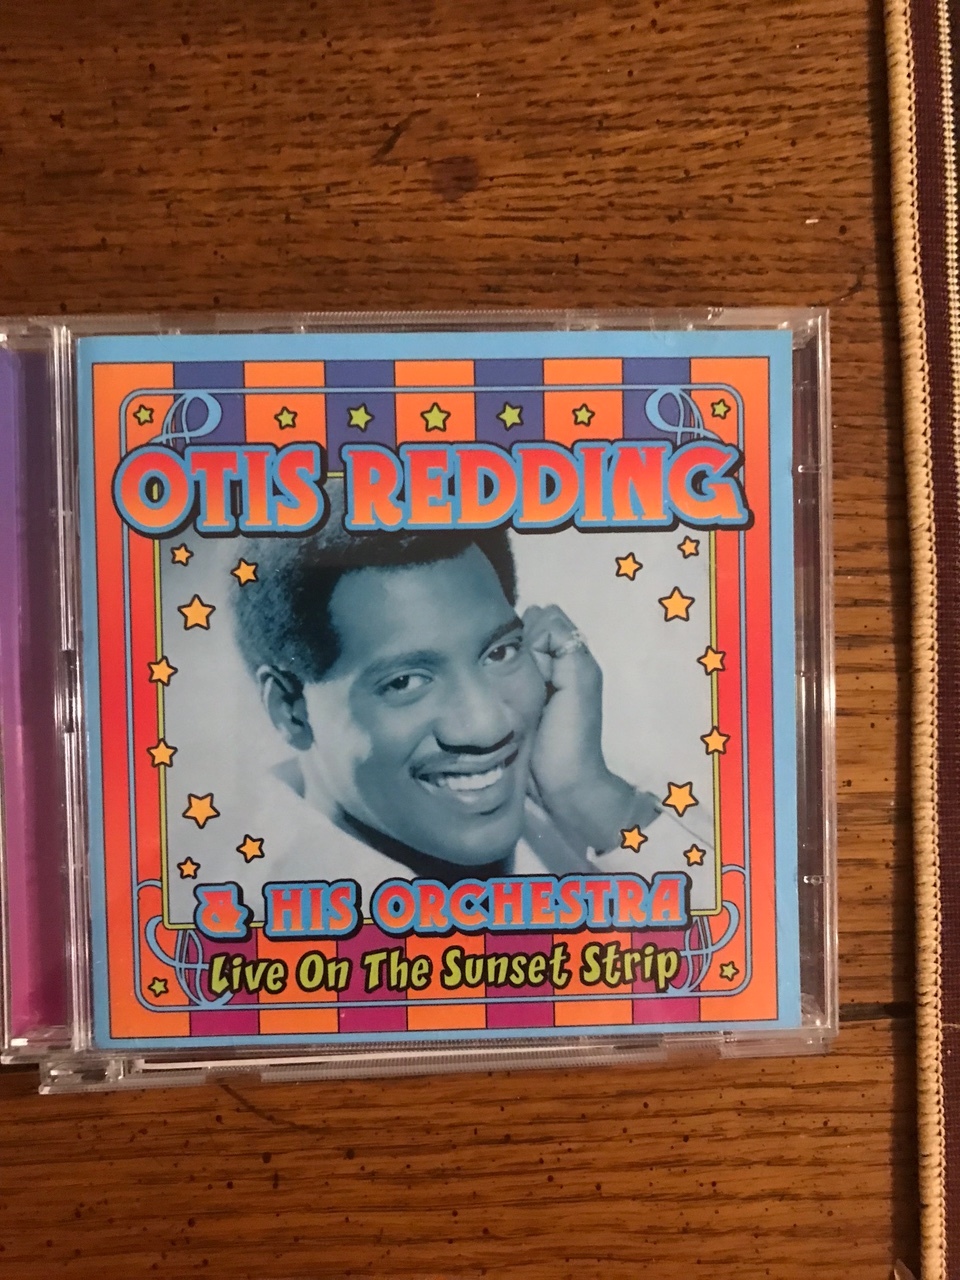 OTIS REDDING
& HIS ORCHESTRA
Live On The Sunset Strip